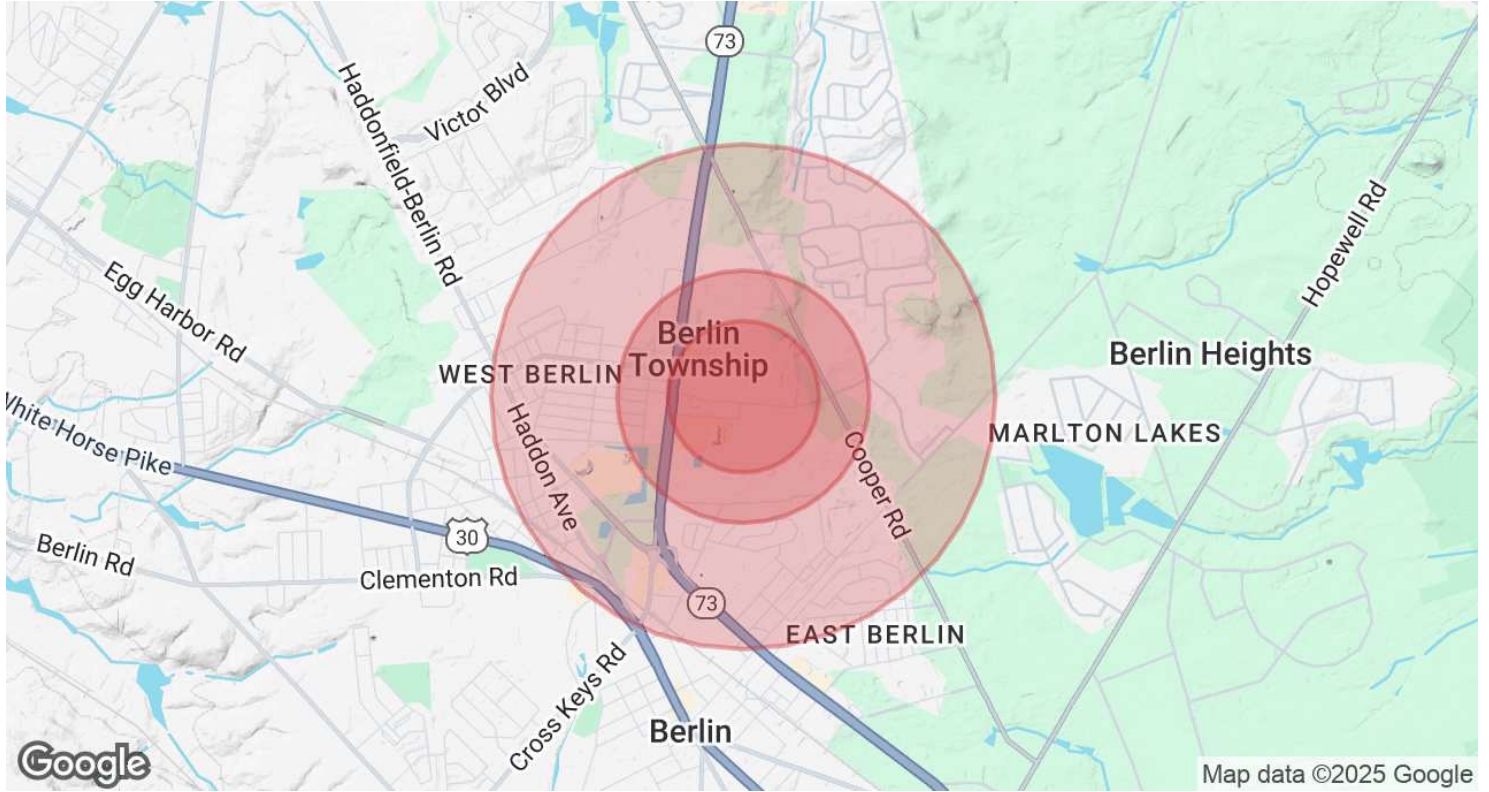 73
Victor Blvd
Haddonfield-Berlin Rd
Hopewell Rd
Egg Harbor Rd
Berlin
Township
Berlin Heights
WEST BERLIN
White Horse Pike
Haddon Ave
Cooper Rd
MARLTON LAKES
30
Berlin Rd
Clementon Rd
73
EAST BERLIN
Cross Keys Rd
Berlin
Google
Map data ©2025 Google